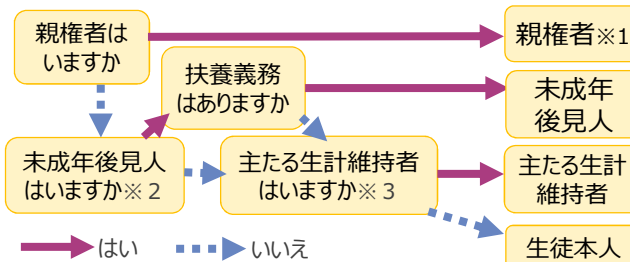 親権者は
いますか
親権者※1
扶養義務
はありますか
未成年
後見人
未成年後見人
はいますか※2
主たる生計維持者
はいますか※3
主たる生計
維持者
はい
いいえ
生徒本人